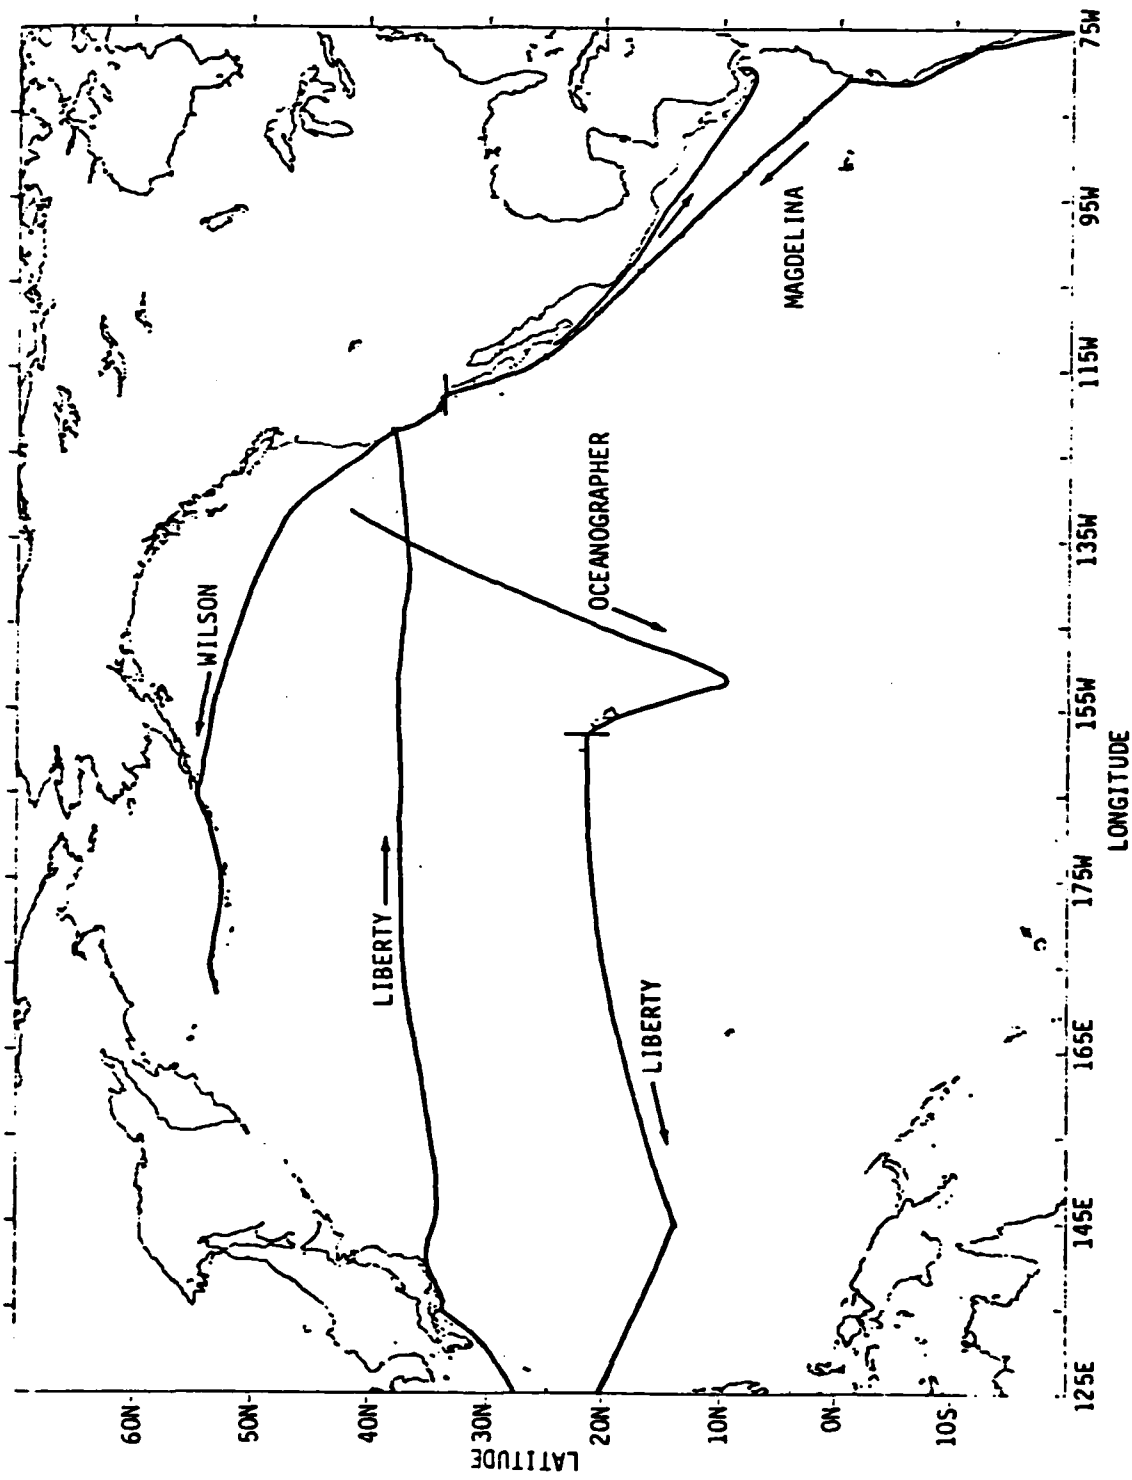 LATITUDE
60N
50N
40N
30N
20N
10N
0N
10S
WILSON
LIBERTY
OCEANOGRAPHER
LIBERTY
MAGDELINA
125E
145E
165E
175W
155W
135W
115W
95W
75W
LONGITUDE